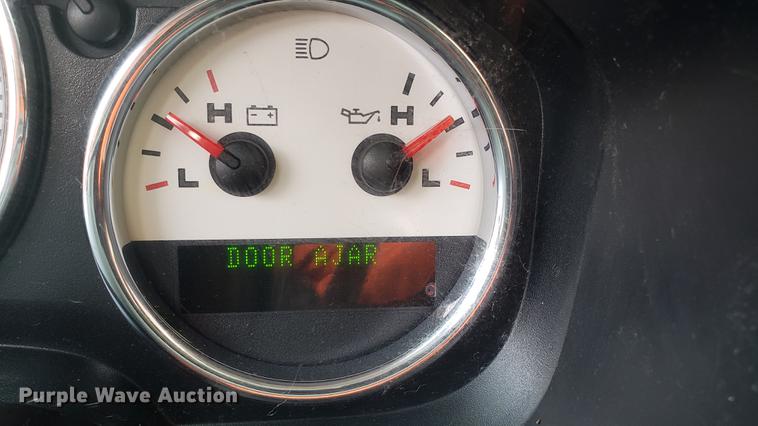 H H
L L
DOOR AJAR
Purple Wave Auction